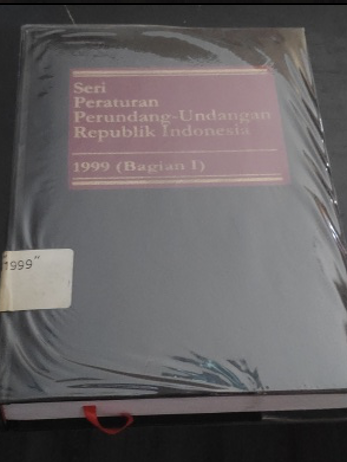 Seri
Peraturan
Perundang-Undangan
Republik Indonesia
1999 (Bagian I)
1999"